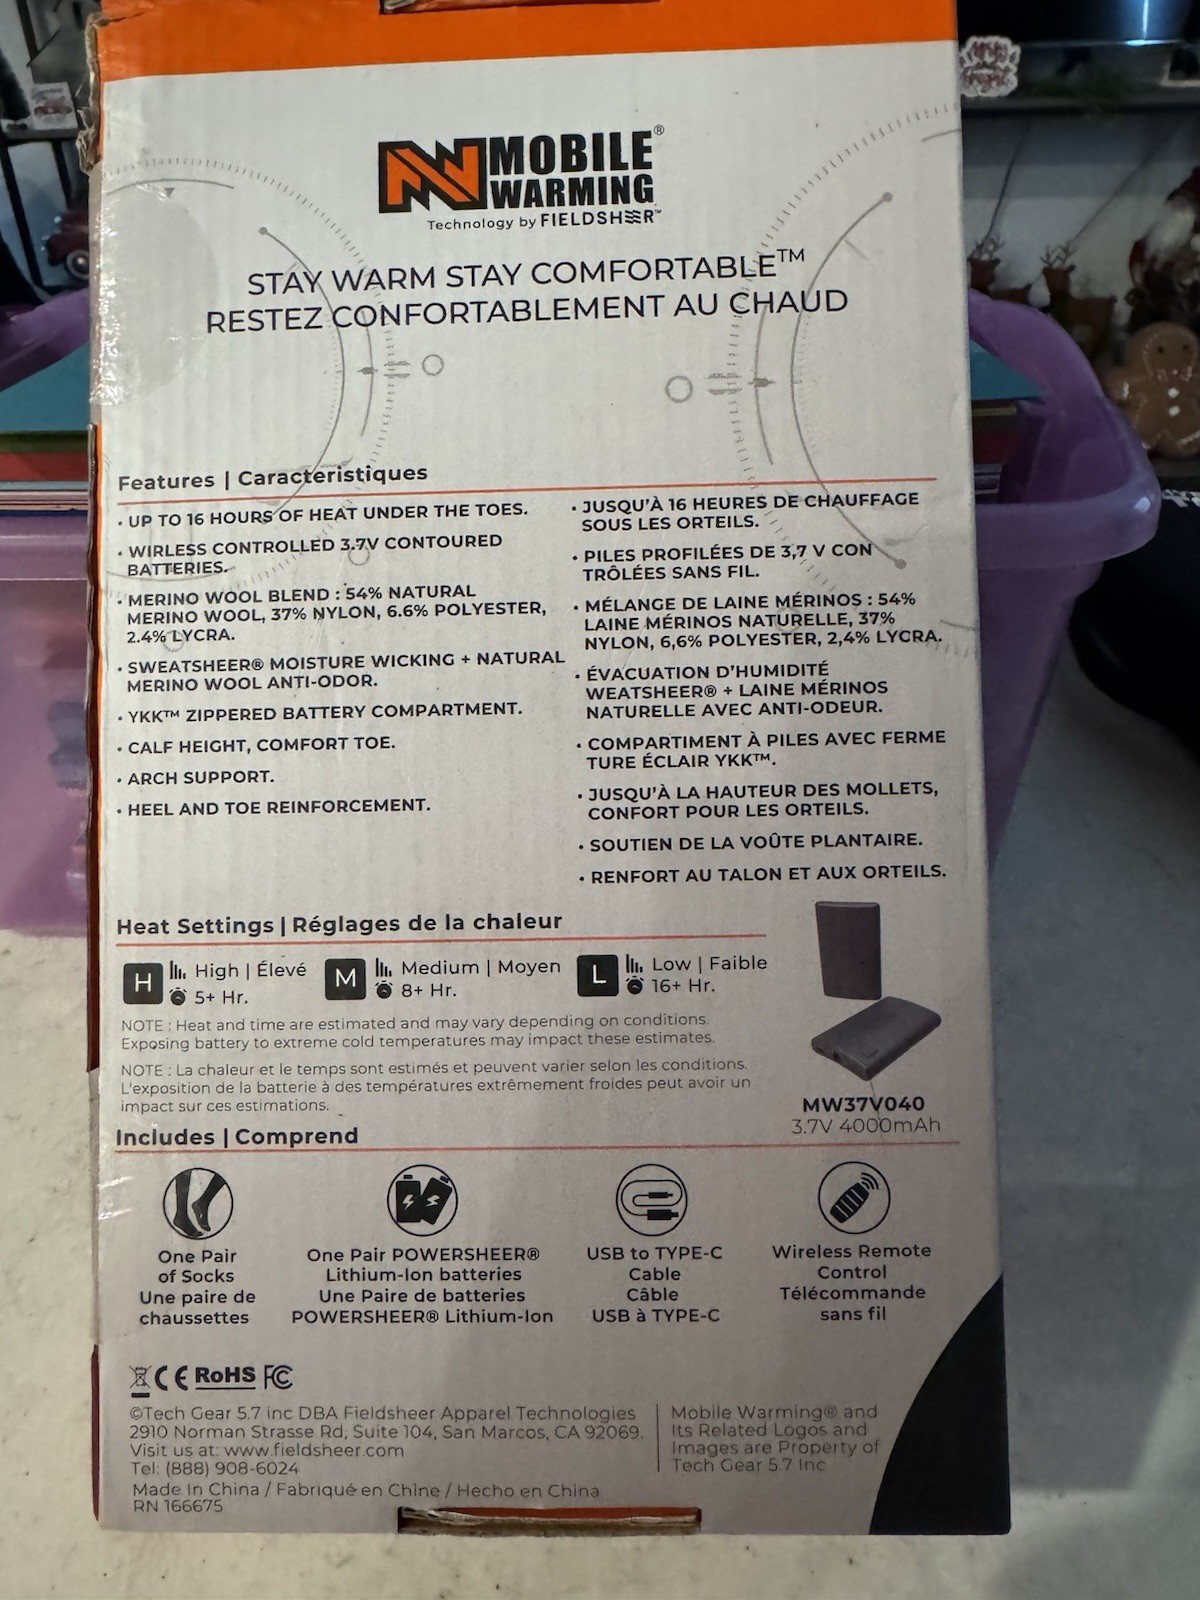 MOBILE®
WARMING
Technology by FIELDSHEER™
STAY WARM STAY COMFORTABLE™
RESTEZ CONFORTABLEMENT AU CHAUD
Features | Caracteristiques
• UP TO 16 HOURS OF HEAT UNDER THE TOES.
• WIRLESS CONTROLLED 3.7V CONTOURED
BATTERIES.
• MERINO WOOL BLEND : 54% NATURAL
MERINO WOOL, 37% NYLON, 6.6% POLYESTER,
2.4% LYCRA.
• SWEATSHEER® MOISTURE WICKING + NATURAL
MERINO WOOL ANTI-ODOR.
• YKK™ ZIPPERED BATTERY COMPARTMENT.
• CALF HEIGHT, COMFORT TOE.
• ARCH SUPPORT.
• HEEL AND TOE REINFORCEMENT.
• JUSQU'À 16 HEURES DE CHAUFFAGE
SOUS LES ORTEILS.
• PILES PROFILÉES DE 3,7 V CON
TRÔLÉES SANS FIL.
• MÉLANGE DE LAINE MÉRINOS : 54%
LAINE MÉRINOS NATURELLE, 37%
NYLON, 6,6% POLYESTER, 2,4% LYCRA.
• ÉVACUATION D'HUMIDITÉ
WEATSHEER® + LAINE MÉRINOS
NATURELLE AVEC ANTI-ODEUR.
• COMPARTIMENT À PILES AVEC FERME
TURE ÉCLAIR YKK™.
• JUSQU'À LA HAUTEUR DES MOLLETS,
CONFORT POUR LES ORTEILS.
• SOUTIEN DE LA VOÛTE PLANTAIRE.
• RENFORT AU TALON ET AUX ORTEILS.
Heat Settings | Réglages de la chaleur
H High | Élevé
5+ Hr.
M Medium | Moyen
8+ Hr.
L Low | Faible
16+ Hr.
NOTE : Heat and time are estimated and may vary depending on conditions.
Exposing battery to extreme cold temperatures may impact these estimates.
NOTE : La chaleur et le temps sont estimés et peuvent varier selon les conditions.
L'exposition de la batterie à des températures extrêmement froides peut avoir un
impact sur ces estimations.
MW37V040
3.7V 4000mAh
Includes | Comprend
One Pair
of Socks
Une paire de
chaussettes
One Pair POWERSHEER®
Lithium-Ion batteries
Une Paire de batteries
POWERSHEER® Lithium-Ion
USB to TYPE-C
Cable
Câble
USB à TYPE-C
Wireless Remote
Control
Télécommande
sans fil
CE RoHS FC
©Tech Gear 5.7 inc DBA Fieldsheer Apparel Technologies
2910 Norman Strasse Rd, Suite 104, San Marcos, CA 92069.
Visit us at: www.fieldsheer.com
Tel: (888) 908-6024
Made In China / Fabriqué en Chine / Hecho en China
RN 166675
Mobile Warming® and
Its Related Logos and
Images are Property of
Tech Gear 5.7 Inc